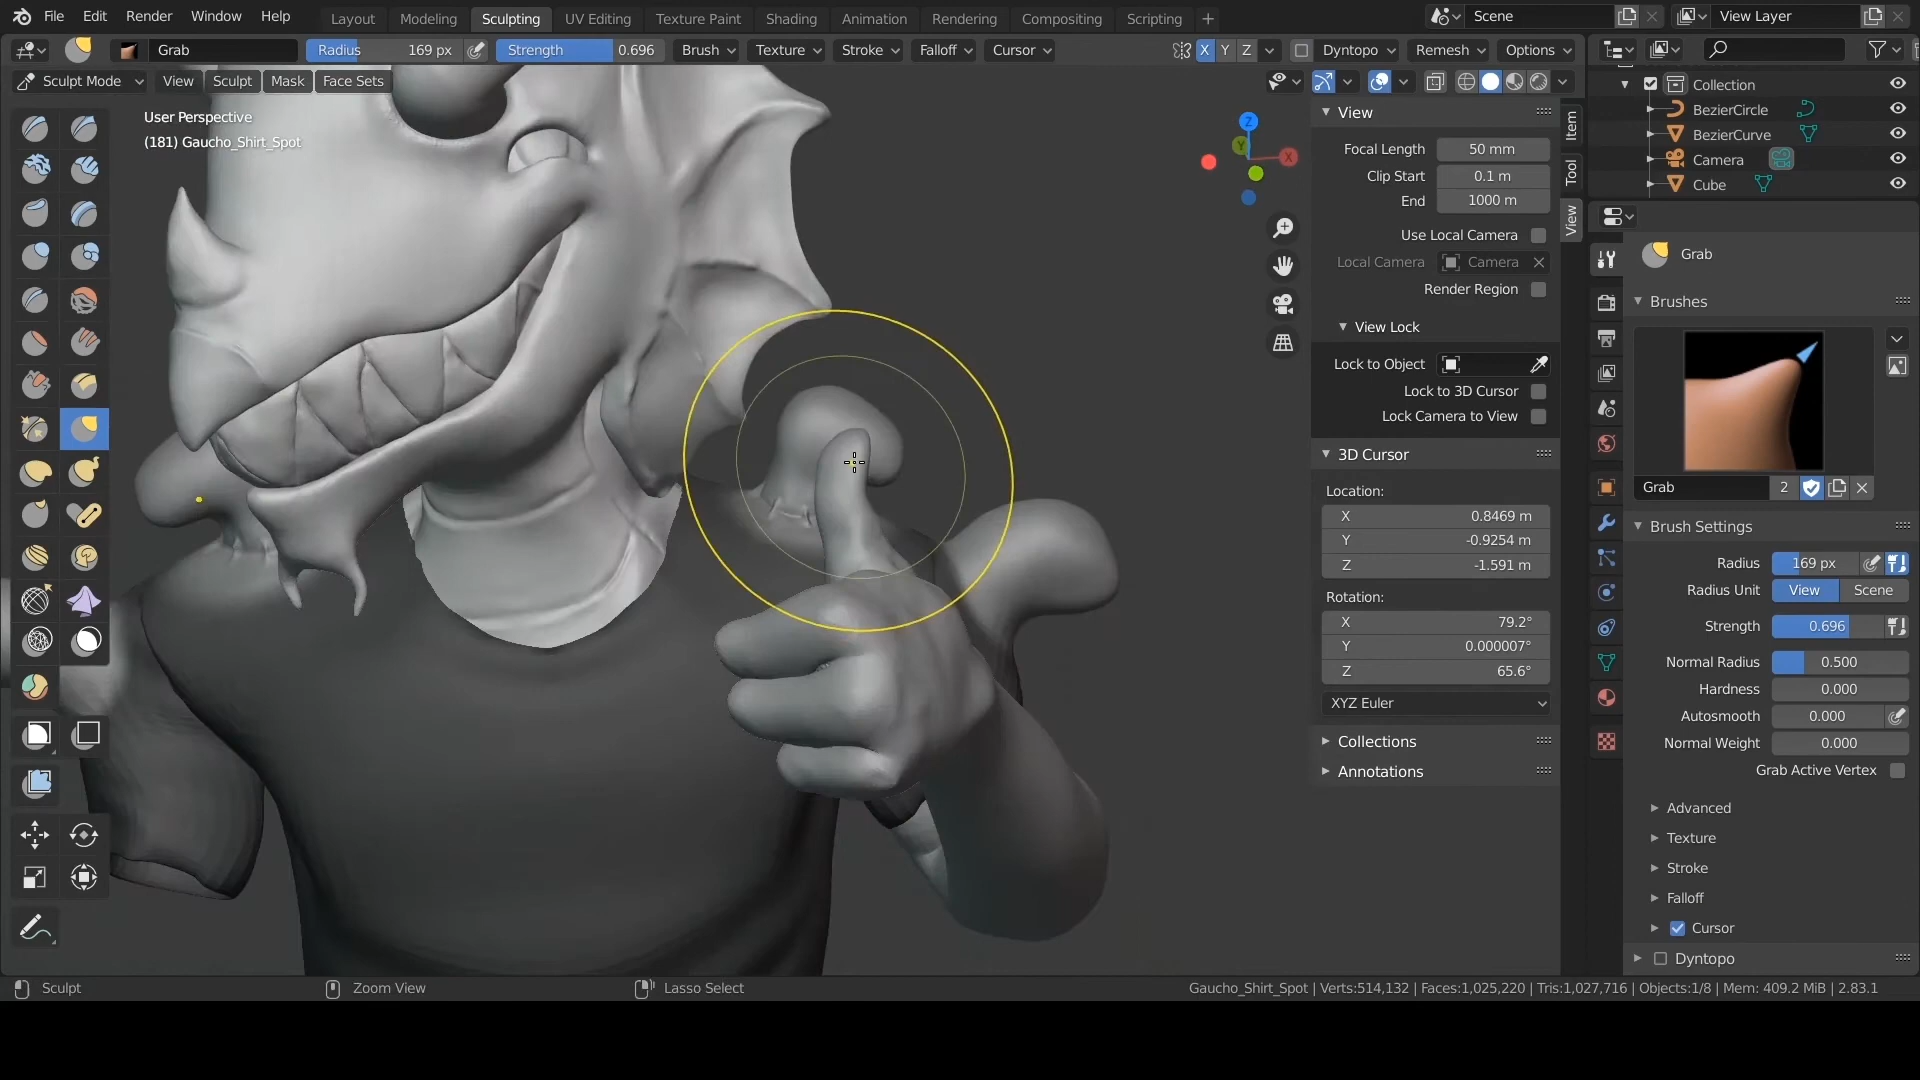 File Edit Render Window Help Layout Modeling Sculpting UV Editing Texture Paint Shading Animation Rendering Compositing Scripting + Scene View Layer
Grab Radius 169 px Strength 0.696 Brush Texture Stroke Falloff Cursor X Y Z Dyntopo Remesh Options
Sculpt Mode View Sculpt Mask Face Sets
User Perspective
(181) Gaucho_Shirt_Spot
Z
Y
X
View
Focal Length 50 mm
Clip Start 0.1 m
End 1000 m
Use Local Camera
Local Camera Camera
Render Region
View Lock
Lock to Object
Lock to 3D Cursor
Lock Camera to View
3D Cursor
Location:
X 0.8469 m
Y -0.9254 m
Z -1.591 m
Rotation:
X 79.2°
Y 0.000007°
Z 65.6°
XYZ Euler
Collections
Annotations
Item
Tool
View
Collection
BezierCircle
BezierCurve
Camera
Cube
Grab
Brushes
Grab 2
Brush Settings
Radius 169 px
Radius Unit View Scene
Strength 0.696
Normal Radius 0.500
Hardness 0.000
Autosmooth 0.000
Normal Weight 0.000
Grab Active Vertex
Advanced
Texture
Stroke
Falloff
Cursor
Dyntopo
Sculpt Zoom View Lasso Select Gaucho_Shirt_Spot | Verts:514,132 | Faces:1,025,220 | Tris:1,027,716 | Objects:1/8 | Mem: 409.2 MiB | 2.83.1